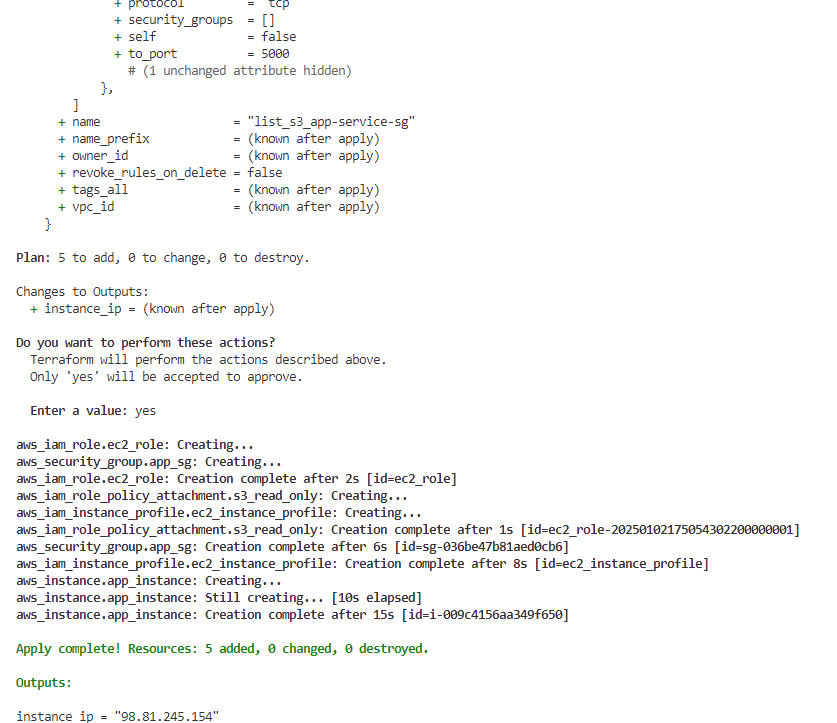 + protocol = "tcp"
+ security_groups = []
+ self = false
+ to_port = 5000
# (1 unchanged attribute hidden)
},
]
+ name = "list_s3_app-service-sg"
+ name_prefix = (known after apply)
+ owner_id = (known after apply)
+ revoke_rules_on_delete = false
+ tags_all = (known after apply)
+ vpc_id = (known after apply)
}
Plan: 5 to add, 0 to change, 0 to destroy.
Changes to Outputs:
+ instance_ip = (known after apply)
Do you want to perform these actions?
Terraform will perform the actions described above.
Only 'yes' will be accepted to approve.
Enter a value: yes
aws_iam_role.ec2_role: Creating...
aws_security_group.app_sg: Creating...
aws_iam_role.ec2_role: Creation complete after 2s [id=ec2_role]
aws_iam_role_policy_attachment.s3_read_only: Creating...
aws_iam_instance_profile.ec2_instance_profile: Creating...
aws_iam_role_policy_attachment.s3_read_only: Creation complete after 1s [id=ec2_role-20250102175054302200000001]
aws_security_group.app_sg: Creation complete after 6s [id=sg-036be47b81aed0cb6]
aws_iam_instance_profile.ec2_instance_profile: Creation complete after 8s [id=ec2_instance_profile]
aws_instance.app_instance: Creating...
aws_instance.app_instance: Still creating... [10s elapsed]
aws_instance.app_instance: Creation complete after 15s [id=i-009c4156aa349f650]
Apply complete! Resources: 5 added, 0 changed, 0 destroyed.
Outputs:
instance_ip = "98.81.245.154"